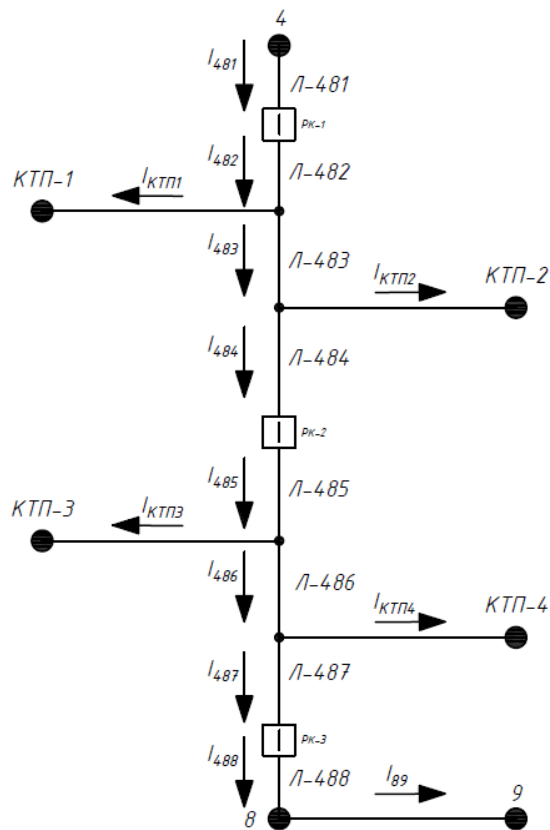 4
I481
Л-481
Рк-1
I482
Л-482
КТП-1
IКТП1
I483
Л-483
IКТП2
КТП-2
I484
Л-484
Рк-2
I485
Л-485
КТП-3
IКТП3
I486
Л-486
IКТП4
КТП-4
I487
Л-487
Рк-3
I488
Л-488
I89
8
9